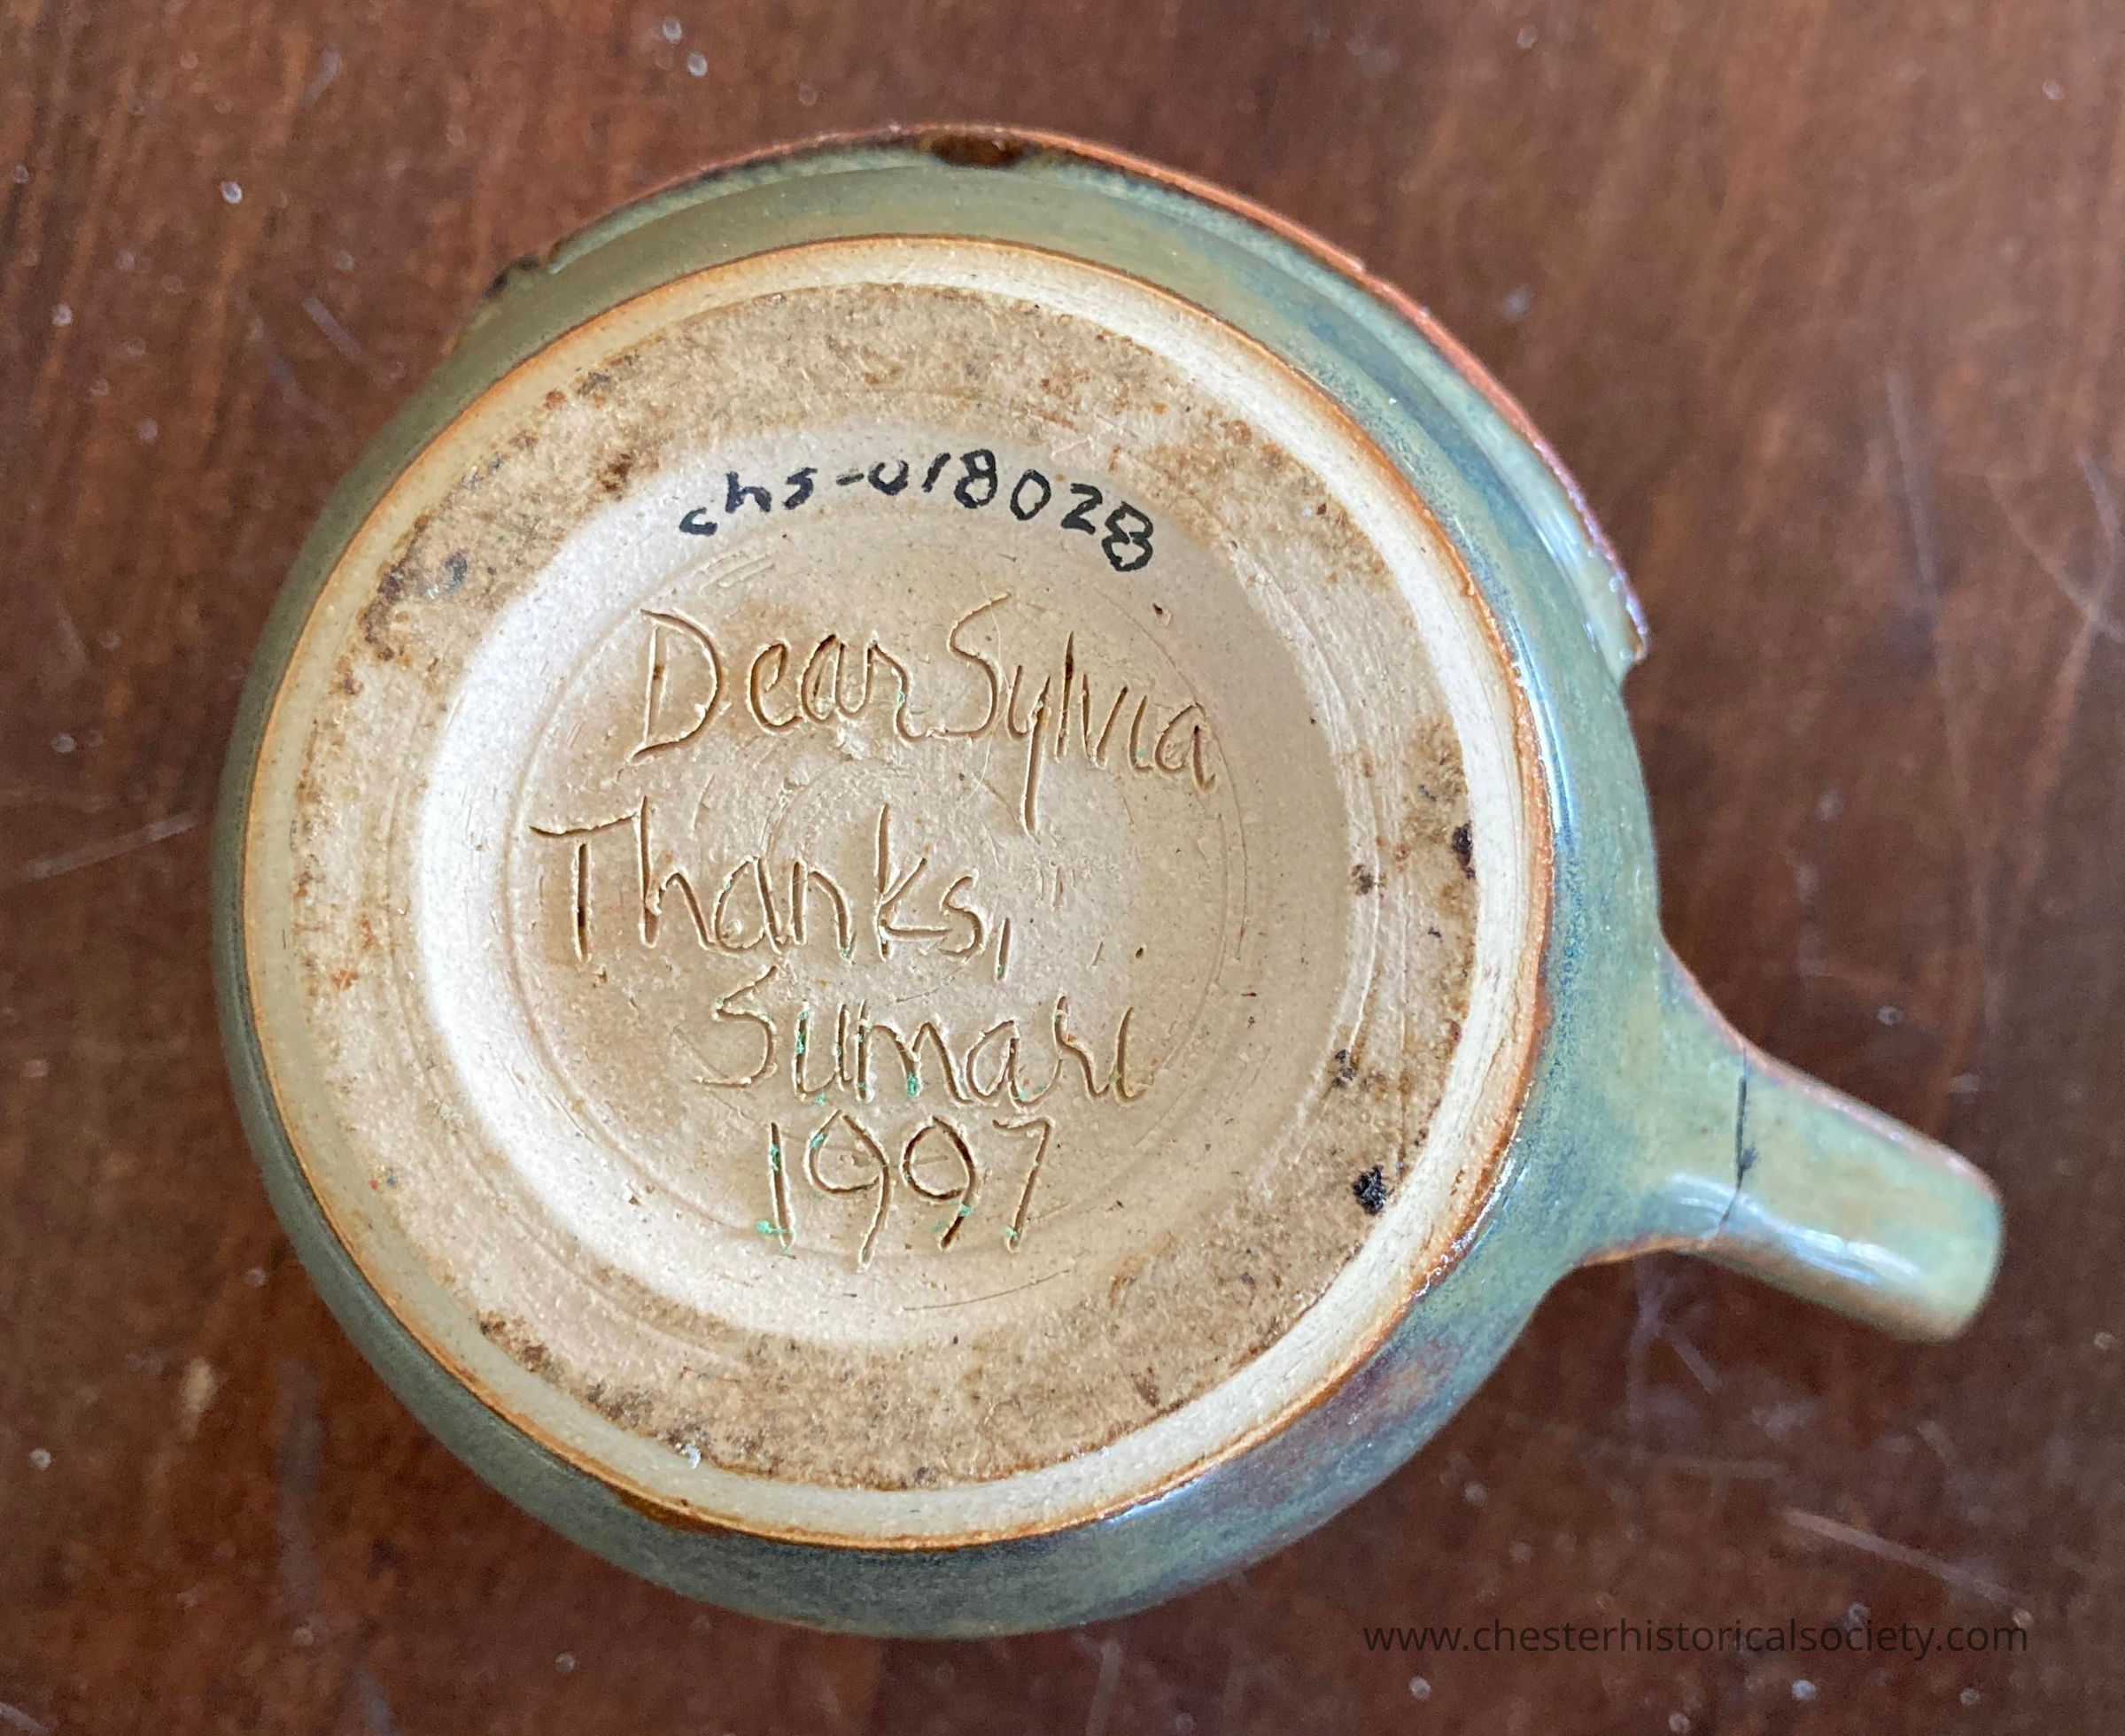 chs-018028
Dear Sylvia
Thanks,
Sumari
1997
www.chesterhistoricalsociety.com